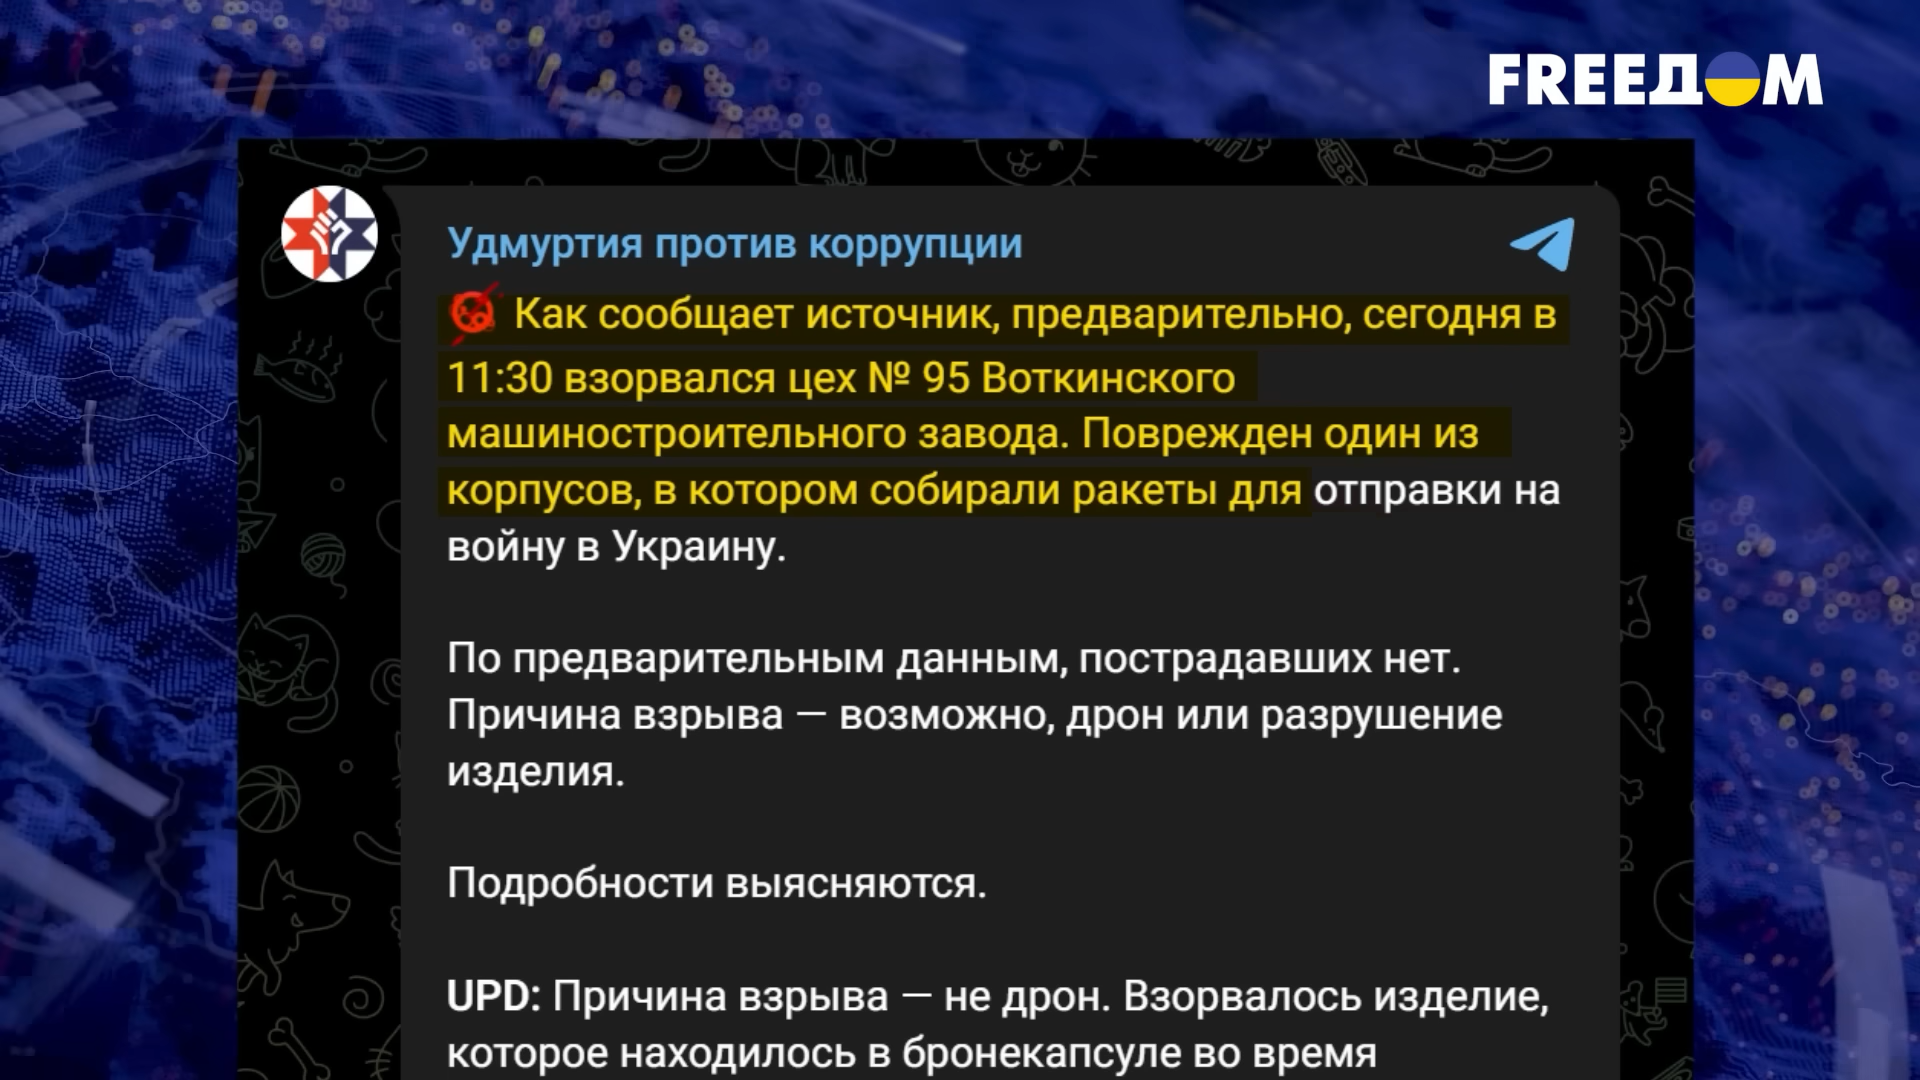 FREEДОМ
Удмуртия против коррупции
Как сообщает источник, предварительно, сегодня в
11:30 взорвался цех № 95 Воткинского
машиностроительного завода. Поврежден один из
корпусов, в котором собирали ракеты для отправки на
войну в Украину.
По предварительным данным, пострадавших нет.
Причина взрыва — возможно, дрон или разрушение
изделия.
Подробности выясняются.
UPD: Причина взрыва — не дрон. Взорвалось изделие,
которое находилось в бронекапсуле во время